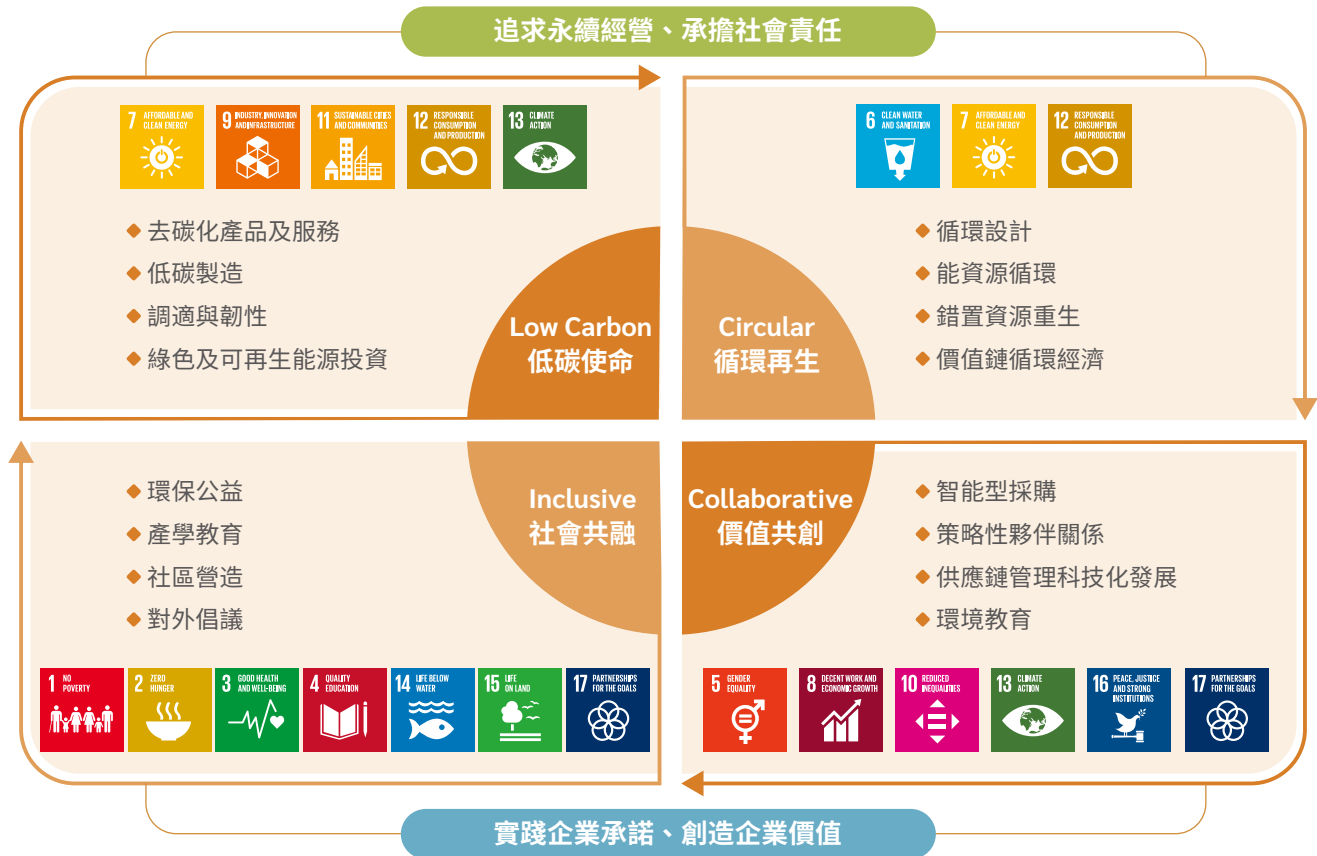 追求永續經營、承擔社會責任
7 AFFORDABLE AND
CLEAN ENERGY
9 INDUSTRY, INNOVATION
AND INFRASTRUCTURE
11 SUSTAINABLE CITIES
AND COMMUNITIES
12 RESPONSIBLE
CONSUMPTION
AND PRODUCTION
13 CLIMATE
ACTION
去碳化產品及服務
低碳製造
調適與韌性
綠色及可再生能源投資
Low Carbon
低碳使命
6 CLEAN WATER
AND SANITATION
7 AFFORDABLE AND
CLEAN ENERGY
12 RESPONSIBLE
CONSUMPTION
AND PRODUCTION
循環設計
能資源循環
錯置資源重生
價值鏈循環經濟
Circular
循環再生
環保公益
產學教育
社區營造
對外倡議
Inclusive
社會共融
1 NO
POVERTY
2 ZERO
HUNGER
3 GOOD HEALTH
AND WELL-BEING
4 QUALITY
EDUCATION
14 LIFE BELOW
WATER
15 LIFE
ON LAND
17 PARTNERSHIPS
FOR THE GOALS
Collaborative
價值共創
智能型採購
策略性夥伴關係
供應鏈管理科技化發展
環境教育
5 GENDER
EQUALITY
8 DECENT WORK AND
ECONOMIC GROWTH
10 REDUCED
INEQUALITIES
13 CLIMATE
ACTION
16 PEACE, JUSTICE
AND STRONG
INSTITUTIONS
17 PARTNERSHIPS
FOR THE GOALS
實踐企業承諾、創造企業價值